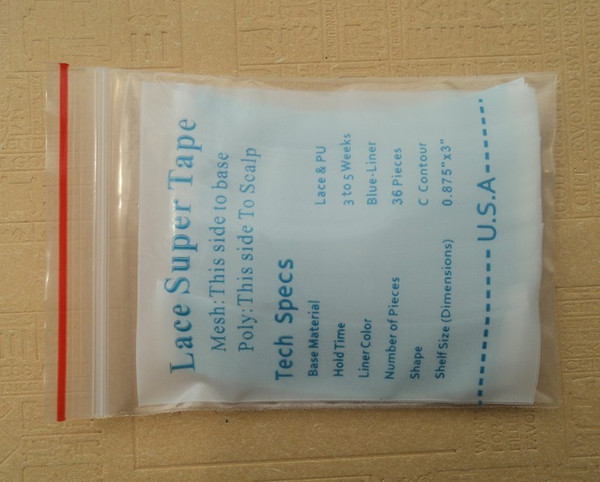 Lace Super Tape
Mesh:This side to base
Poly:This side To Scalp
Tech Specs
Base Material Lace & PU
Hold Time 3 to 5 Weeks
Liner Color Blue-Liner
Number of Pieces 36 Pieces
Shape C Contour
Shelf Size (Dimensions) 0.875"x3"
U.S.A